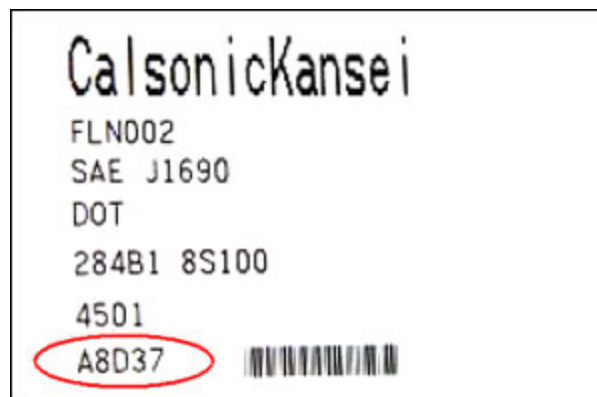 CalsonicKansei
FLN002
SAE J1690
DOT
284B1 8S100
4501
A8D37